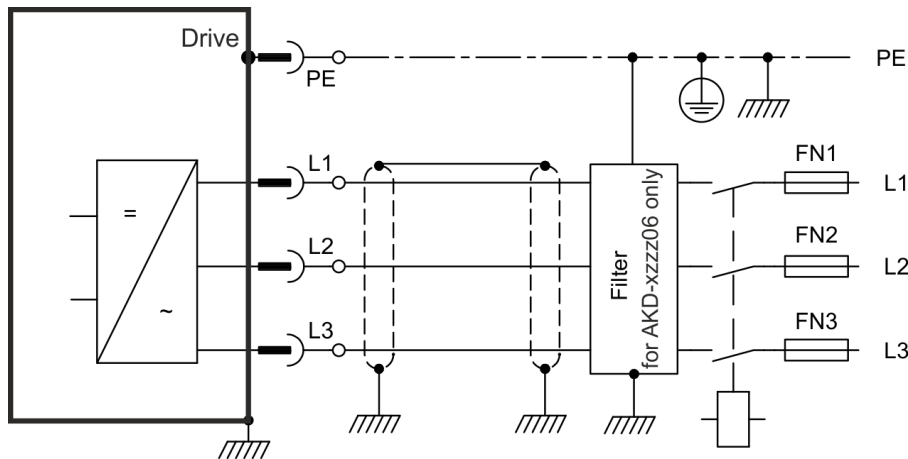 Drive
PE
PE
L1
FN1
L1
=
L2
FN2
L2
~
L3
FN3
L3
Filter
for AKD-xzzz06 only